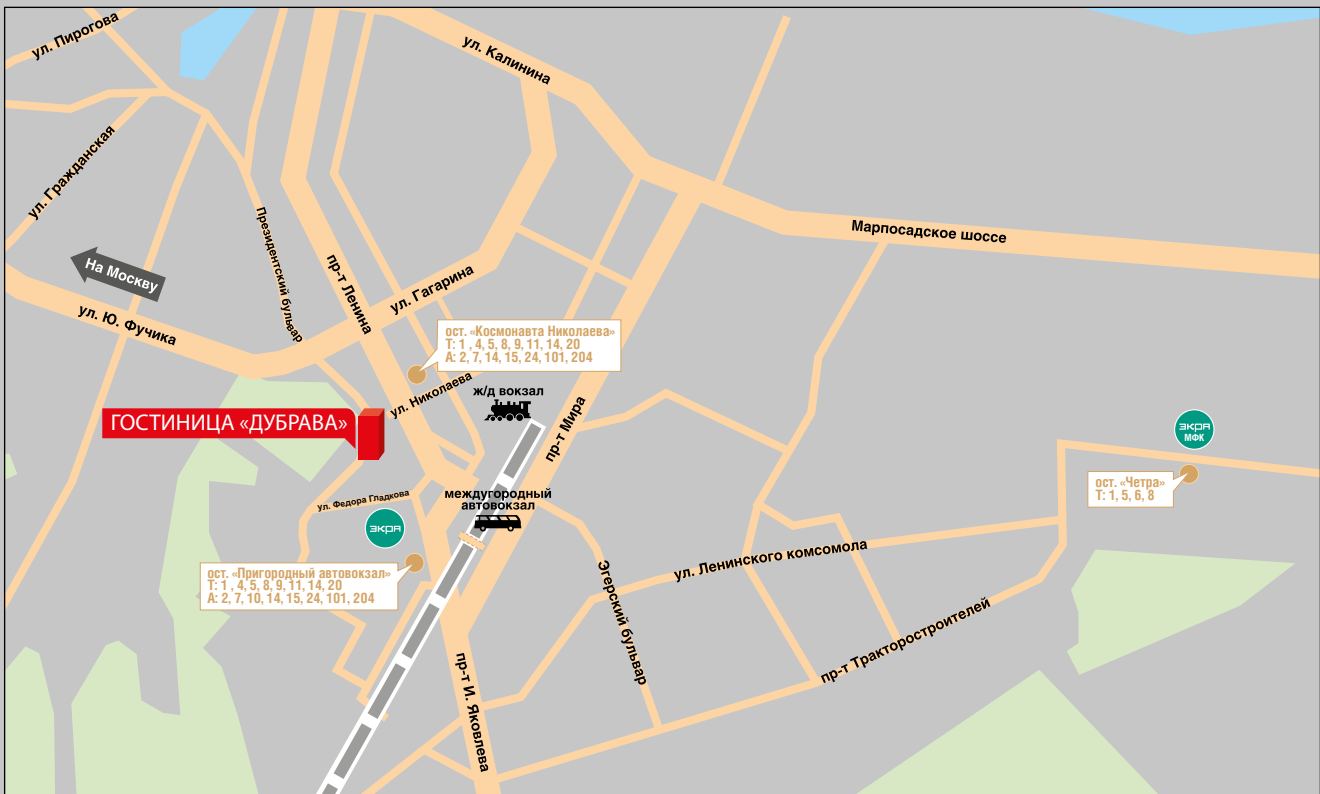 ул. Пирогова
ул. Калинина
ул. Гражданская
Президентский бульвар
Марпосадское шоссе
На Москву
пр-т Ленина
ул. Гагарина
ул. Ю. Фучика
ост. «Космонавта Николаева»
Т: 1 , 4, 5, 8, 9, 11, 14, 20
А: 2, 7, 14, 15, 24, 101, 204
ул. Николаева
ж/д вокзал
ГОСТИНИЦА «ДУБРАВА»
пр-т Мира
экра
МФК
ост. «Четра»
Т: 1, 5, 6, 8
ул. Федора Гладкова
междугородный
автовокзал
экра
ост. «Пригородный автовокзал»
Т: 1 , 4, 5, 8, 9, 11, 14, 20
А: 2, 7, 10, 14, 15, 24, 101, 204
ул. Ленинского комсомола
Эгерский бульвар
пр-т Тракторостроителей
пр-т И. Яковлева